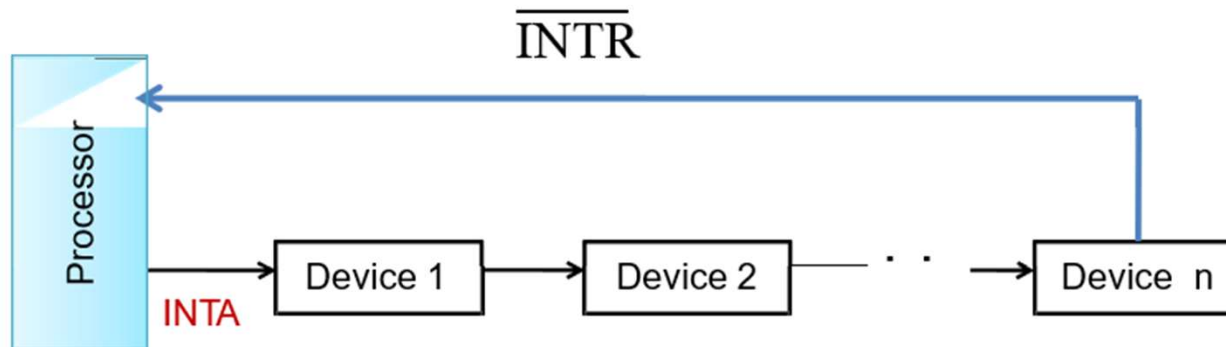 INTR
Processor
INTA
Device 1
Device 2
. .
Device n